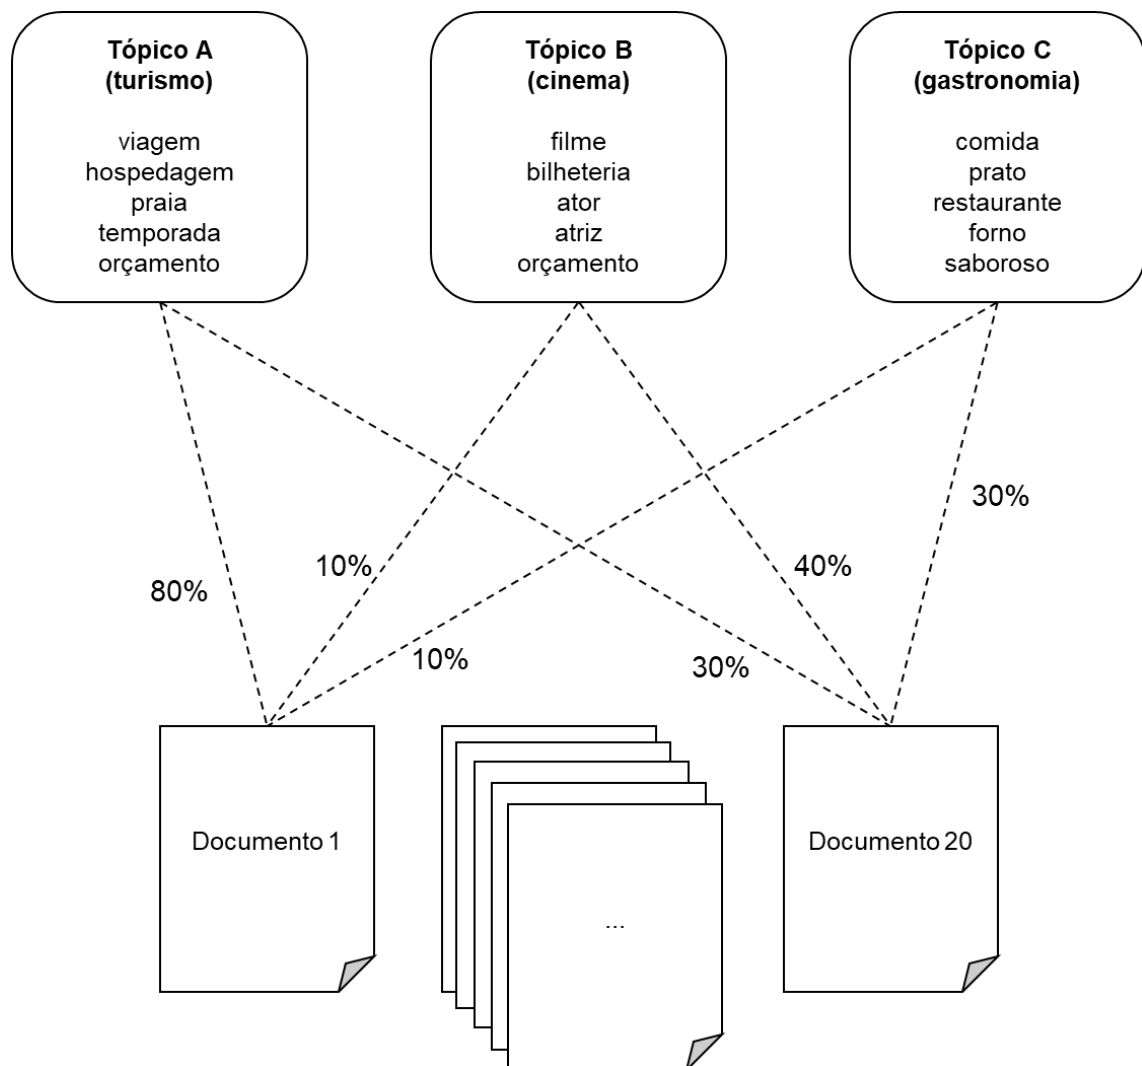 Tópico A
(turismo)
viagem
hospedagem
praia
temporada
orçamento
Tópico B
(cinema)
filme
bilheteria
ator
atriz
orçamento
Tópico C
(gastronomia)
comida
prato
restaurante
forno
saboroso
30%
10%
40%
80%
10%
30%
Documento 1
Documento 20
...